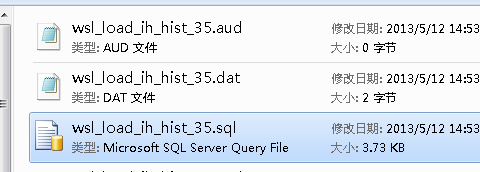 wsl_load_ih_hist_35.aud 修改日期: 2013/5/12 14:53
类型: AUD 文件 大小: 0 字节
wsl_load_ih_hist_35.dat 修改日期: 2013/5/12 14:53
类型: DAT 文件 大小: 2 字节
wsl_load_ih_hist_35.sql 修改日期: 2013/5/12 14:53
类型: Microsoft SQL Server Query File 大小: 3.73 KB